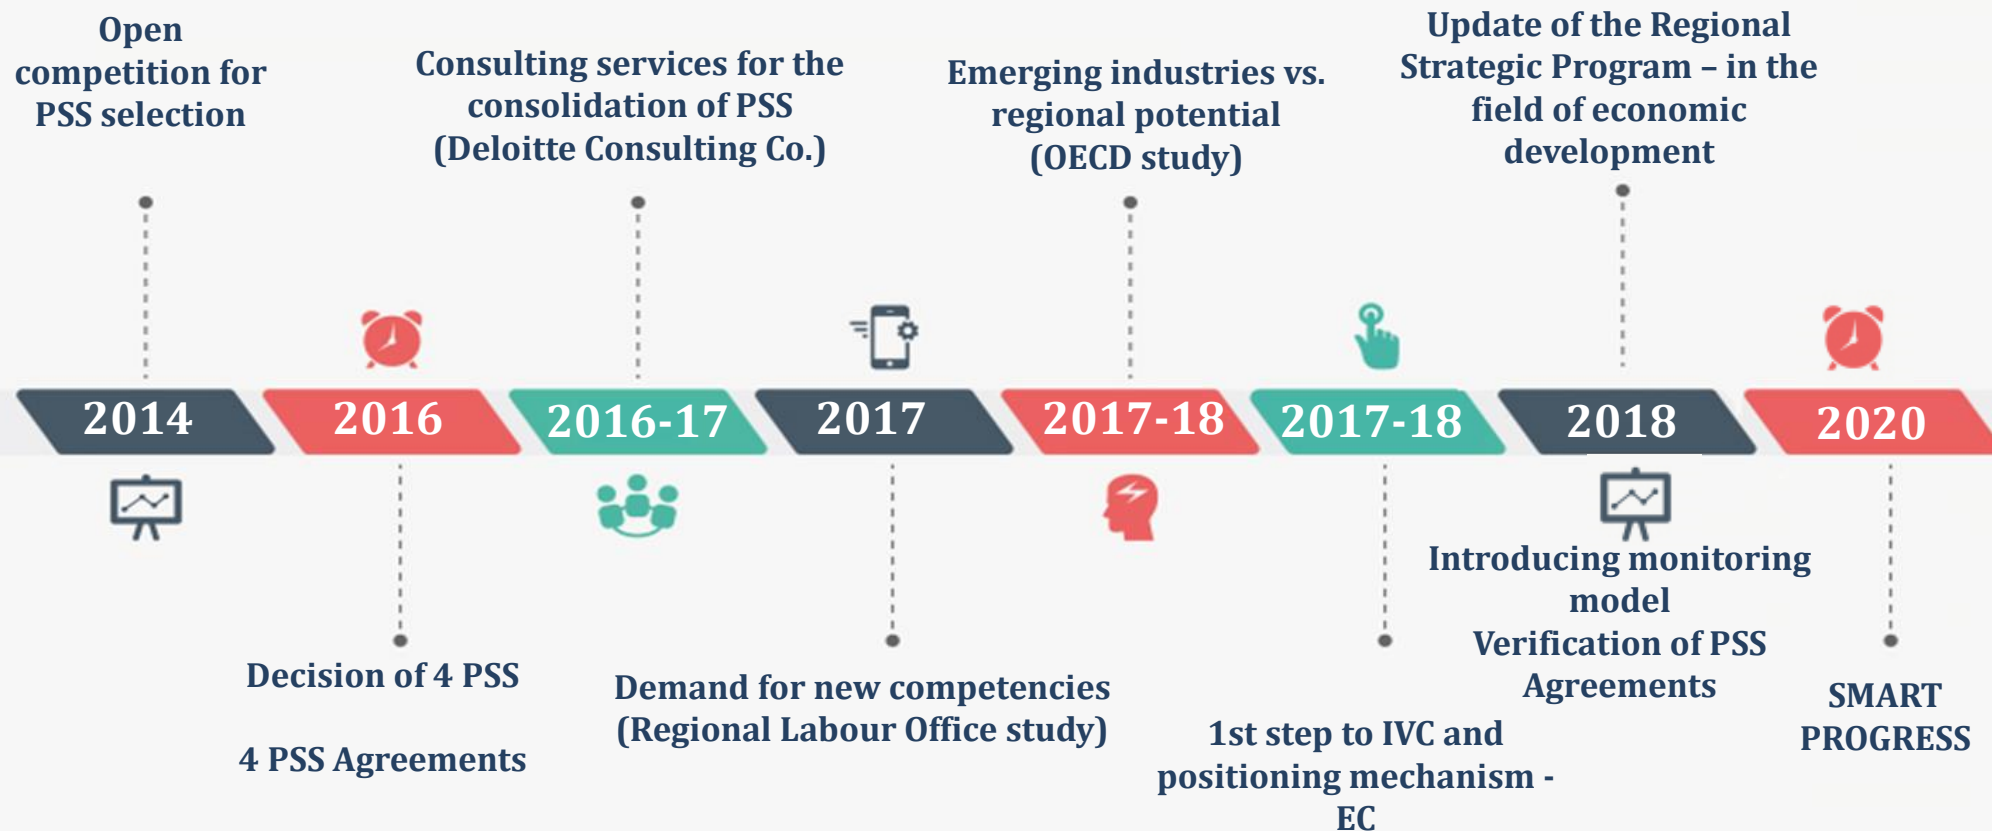 Open
competition for
PSS selection
Consulting services for the
consolidation of PSS
(Deloitte Consulting Co.)
Emerging industries vs.
regional potential
(OECD study)
Update of the Regional
Strategic Program – in the
field of economic
development
2014
2016
2016-17
2017
2017-18
2017-18
2018
2020
Decision of 4 PSS
4 PSS Agreements
Demand for new competencies
(Regional Labour Office study)
1st step to IVC and
positioning mechanism -
EC
Introducing monitoring
model
Verification of PSS
Agreements
SMART
PROGRESS